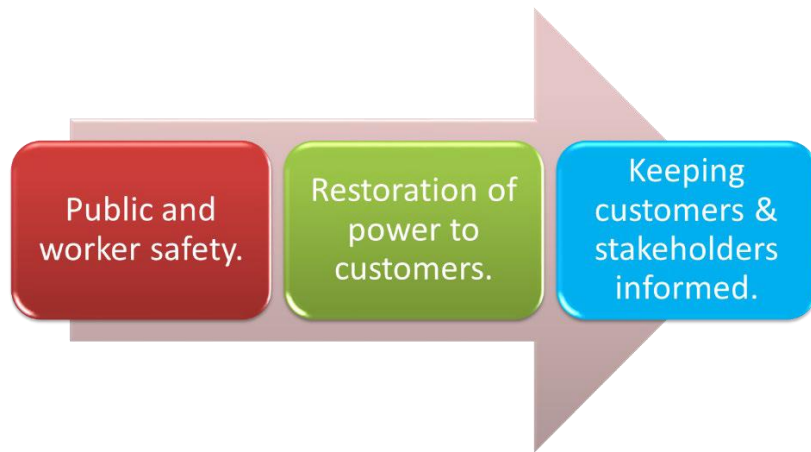 Public and
worker safety.
Restoration of
power to
customers.
Keeping
customers &
stakeholders
informed.